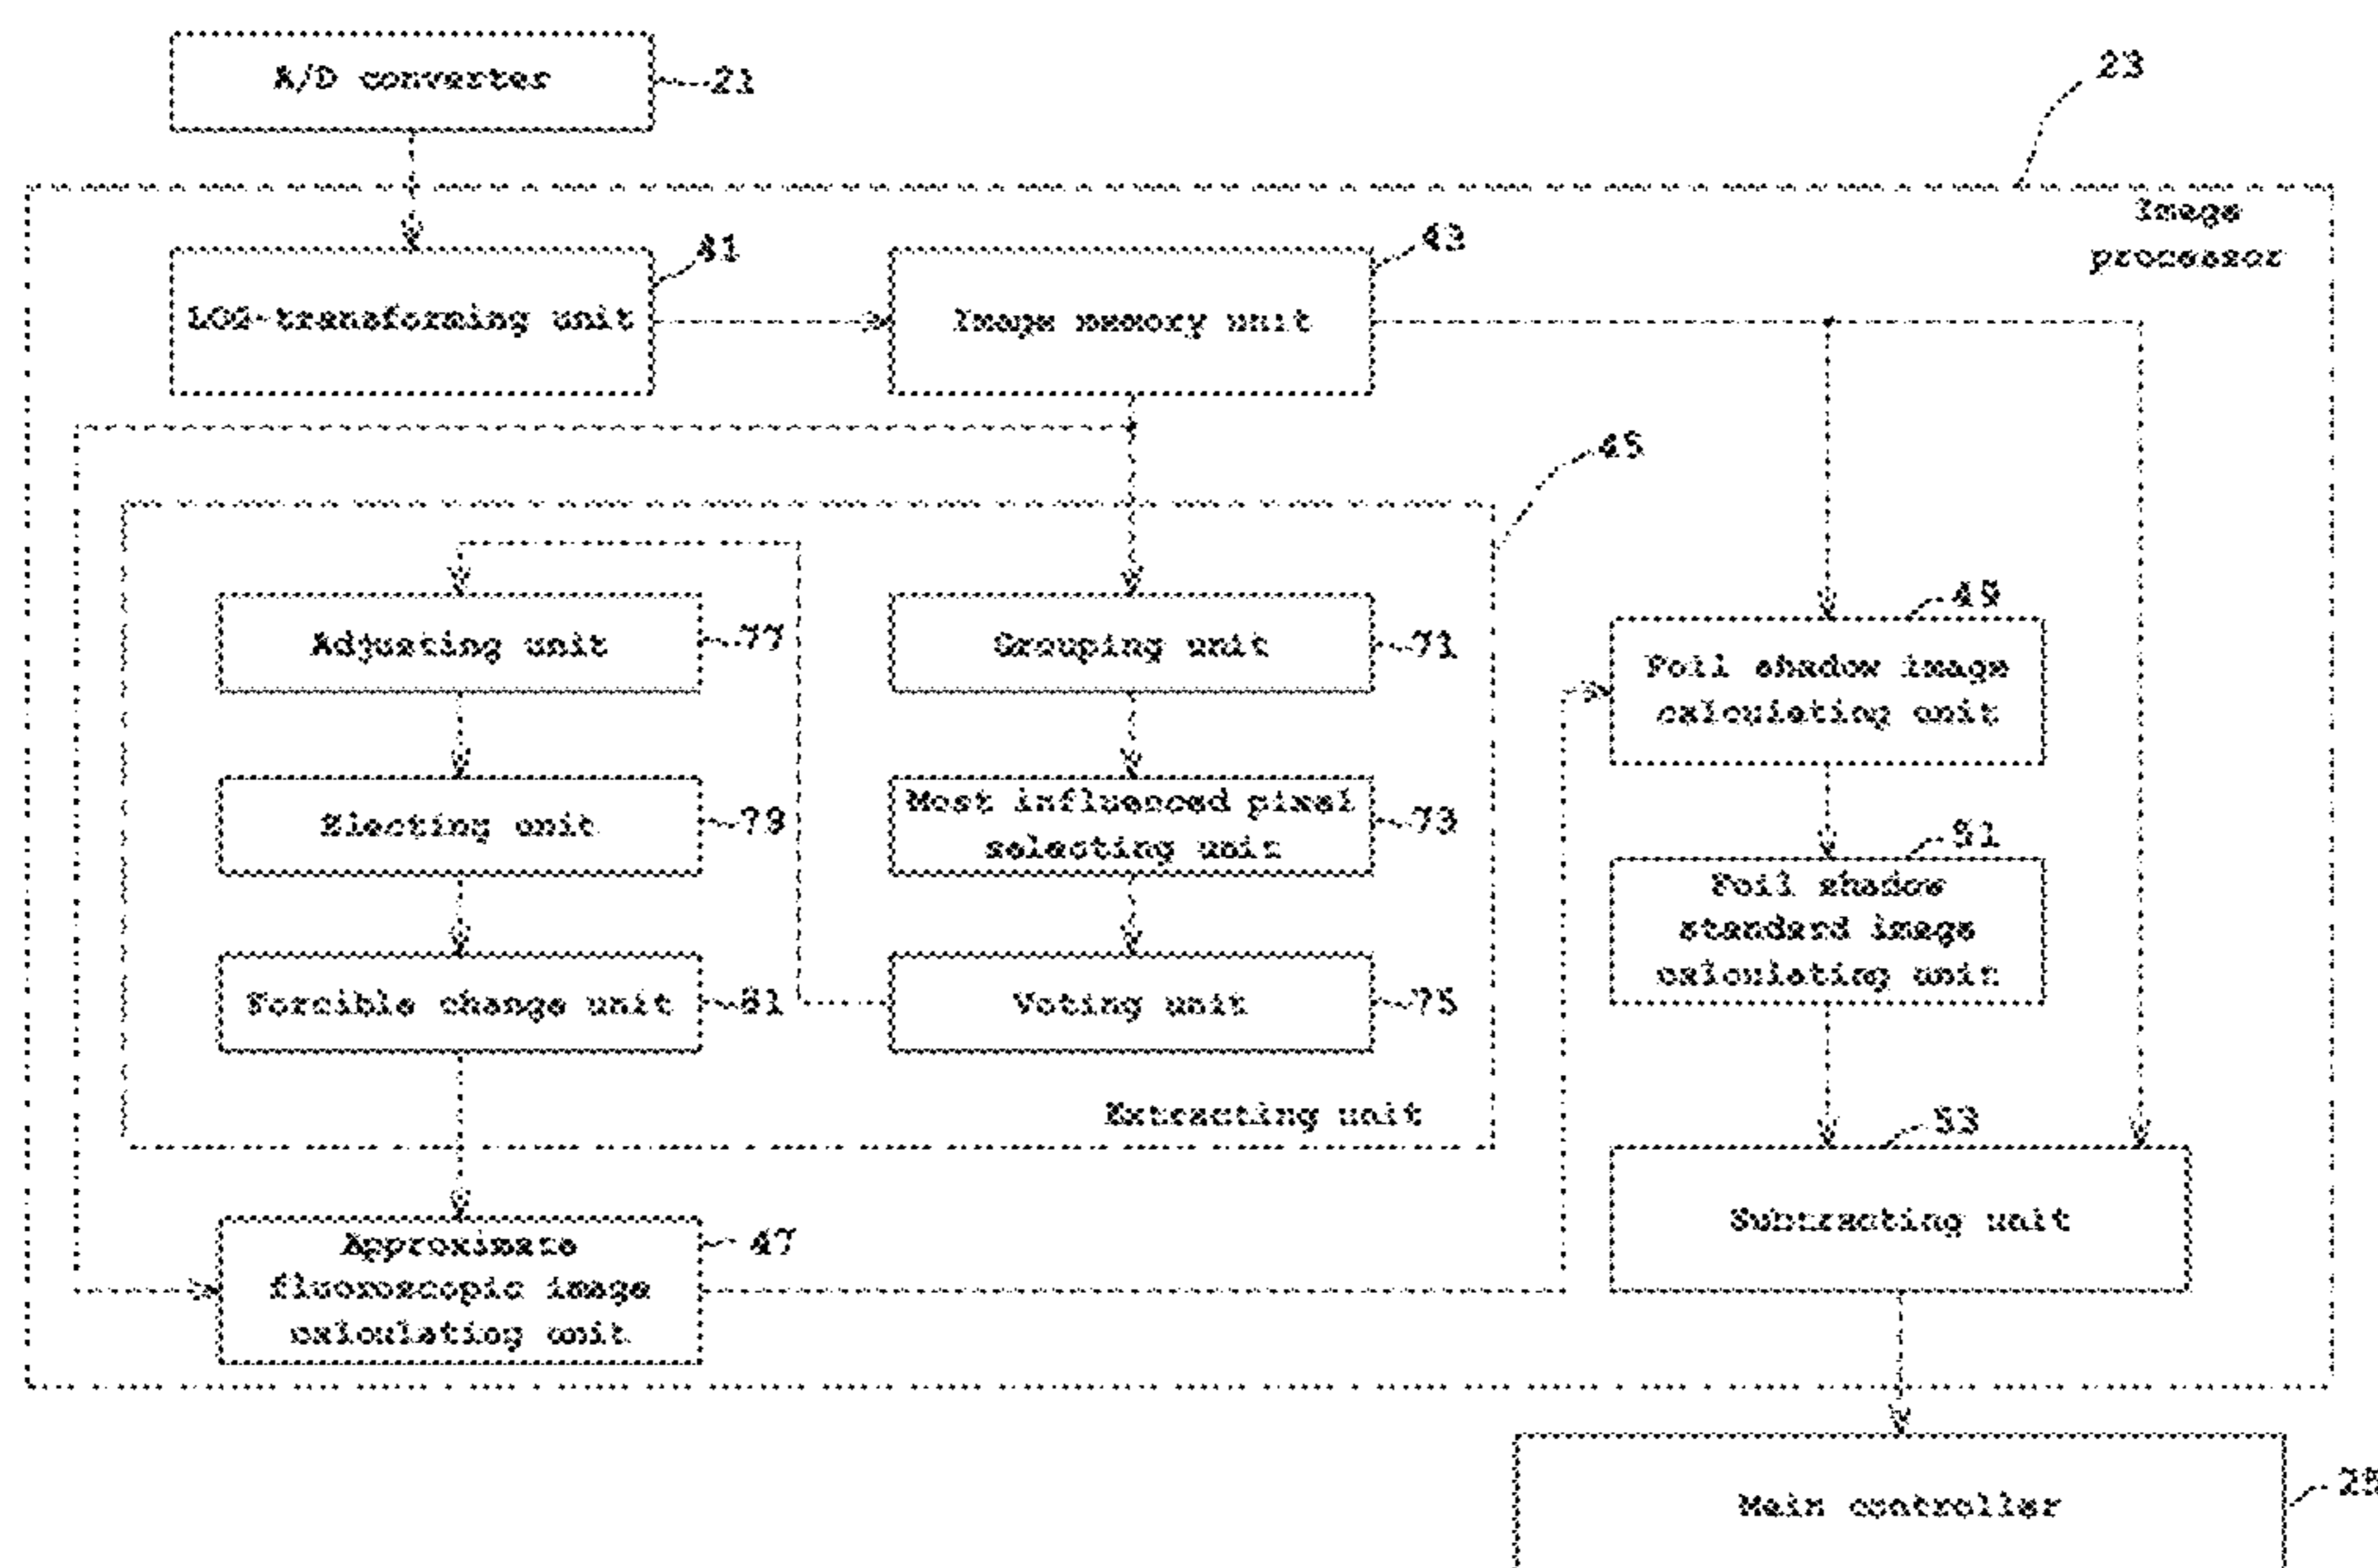 A/D converter
21
23
Image
processor
41
43
LOG-transforming unit
Image memory unit
45
Adjusting unit
77
Grouping unit
71
49
Foil shadow image
calculating unit
Electing unit
79
Most influenced pixel
selecting unit
73
51
Foil shadow
standard image
calculating unit
Forcible change unit
81
Voting unit
75
Extracting unit
53
Subtracting unit
Approximate
fluoroscopic image
calculating unit
47
Main controller